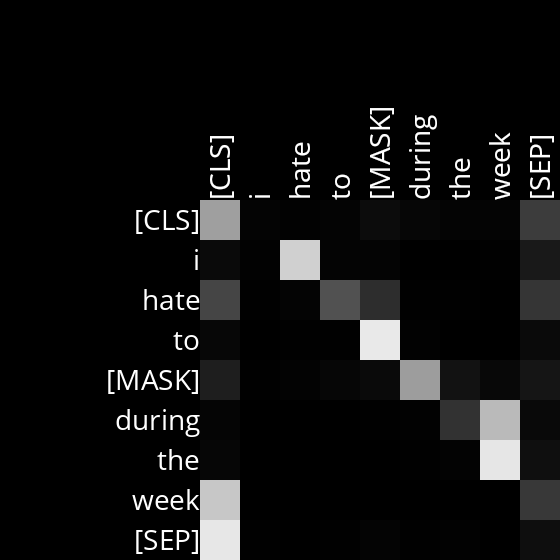 [CLS]
i
hate
to
[MASK]
during
the
week
[SEP]
[CLS]
i
hate
to
[MASK]
during
the
week
[SEP]